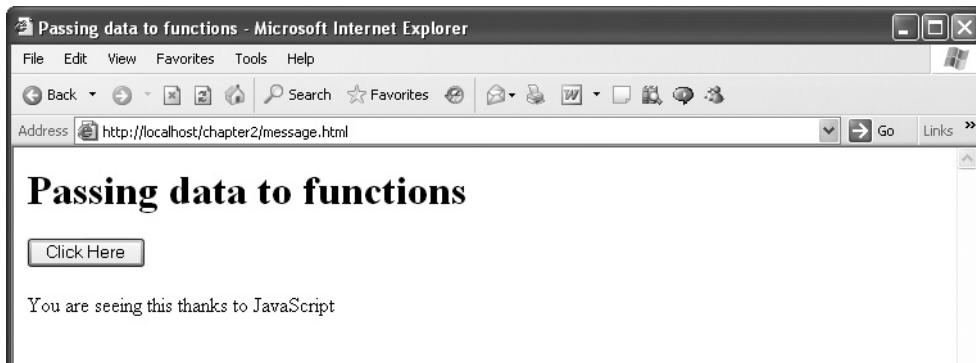 Passing data to functions - Microsoft Internet Explorer
File Edit View Favorites Tools Help
Back Search Favorites W
Address http://localhost/chapter2/message.html Go Links »
Passing data to functions
Click Here
You are seeing this thanks to JavaScript